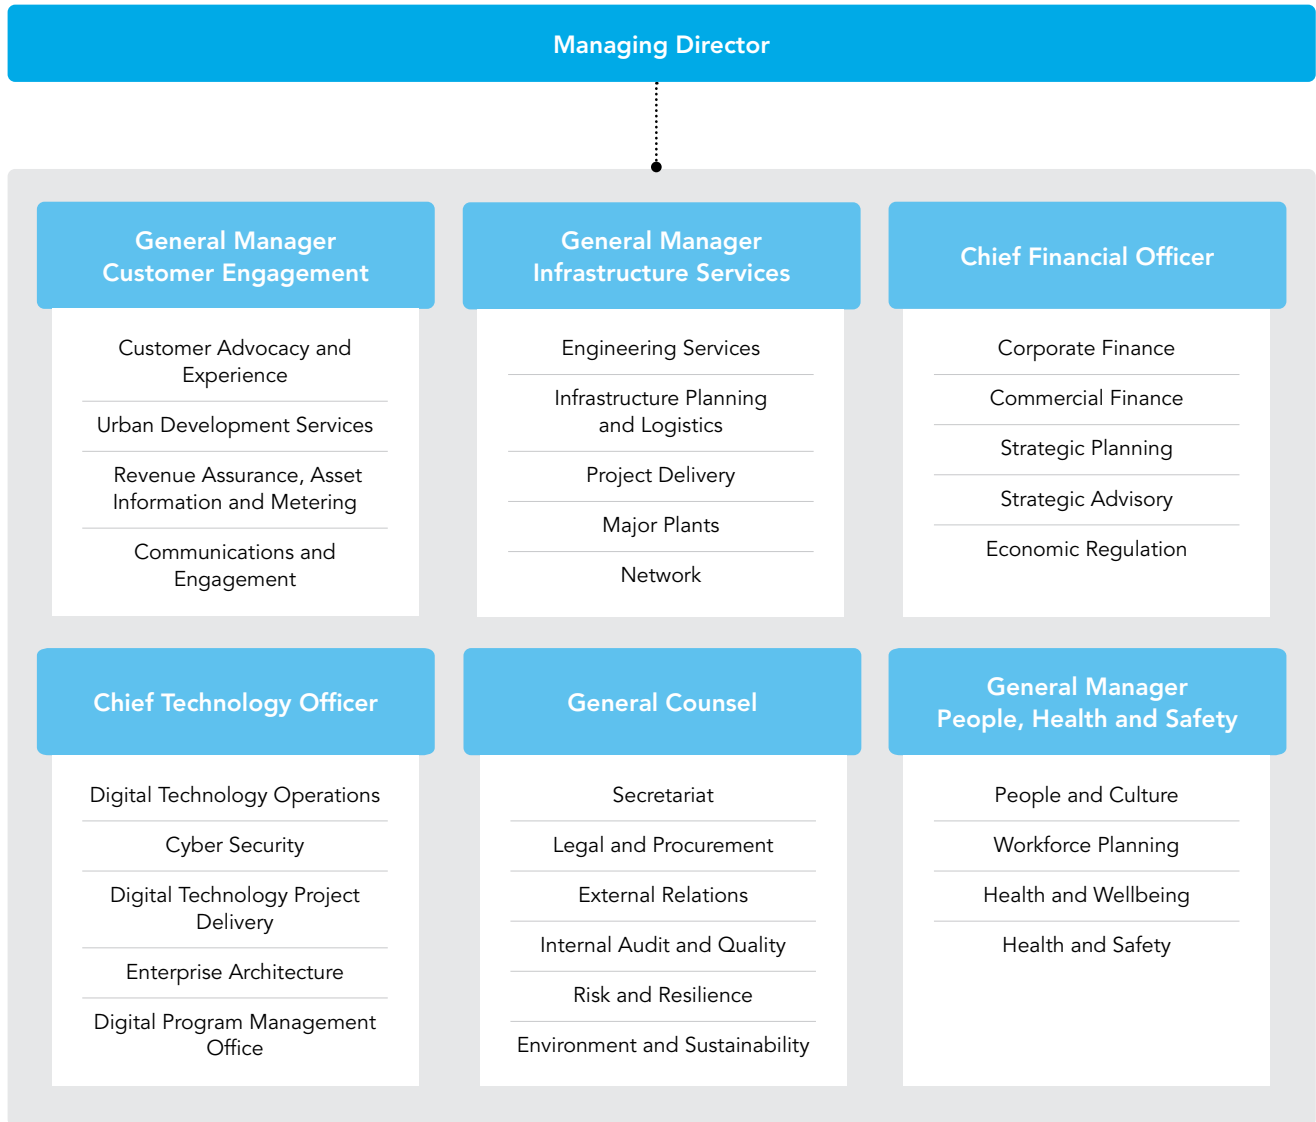 Managing Director
General Manager
Customer Engagement
Customer Advocacy and
Experience
Urban Development Services
Revenue Assurance, Asset
Information and Metering
Communications and
Engagement
General Manager
Infrastructure Services
Engineering Services
Infrastructure Planning
and Logistics
Project Delivery
Major Plants
Network
Chief Financial Officer
Corporate Finance
Commercial Finance
Strategic Planning
Strategic Advisory
Economic Regulation
Chief Technology Officer
Digital Technology Operations
Cyber Security
Digital Technology Project
Delivery
Enterprise Architecture
Digital Program Management
Office
General Counsel
Secretariat
Legal and Procurement
External Relations
Internal Audit and Quality
Risk and Resilience
Environment and Sustainability
General Manager
People, Health and Safety
People and Culture
Workforce Planning
Health and Wellbeing
Health and Safety